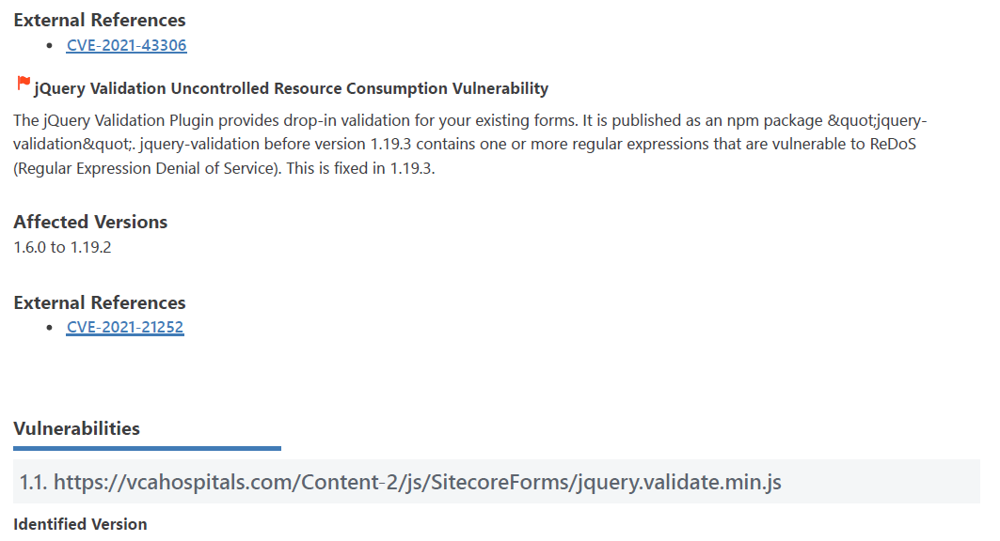 External References
• CVE-2021-43306
jQuery Validation Uncontrolled Resource Consumption Vulnerability
The jQuery Validation Plugin provides drop-in validation for your existing forms. It is published as an npm package &quot;jquery-
validation&quot;. jquery-validation before version 1.19.3 contains one or more regular expressions that are vulnerable to ReDoS
(Regular Expression Denial of Service). This is fixed in 1.19.3.
Affected Versions
1.6.0 to 1.19.2
External References
• CVE-2021-21252
Vulnerabilities
1.1. https://vcahospitals.com/Content-2/js/SitecoreForms/jquery.validate.min.js
Identified Version